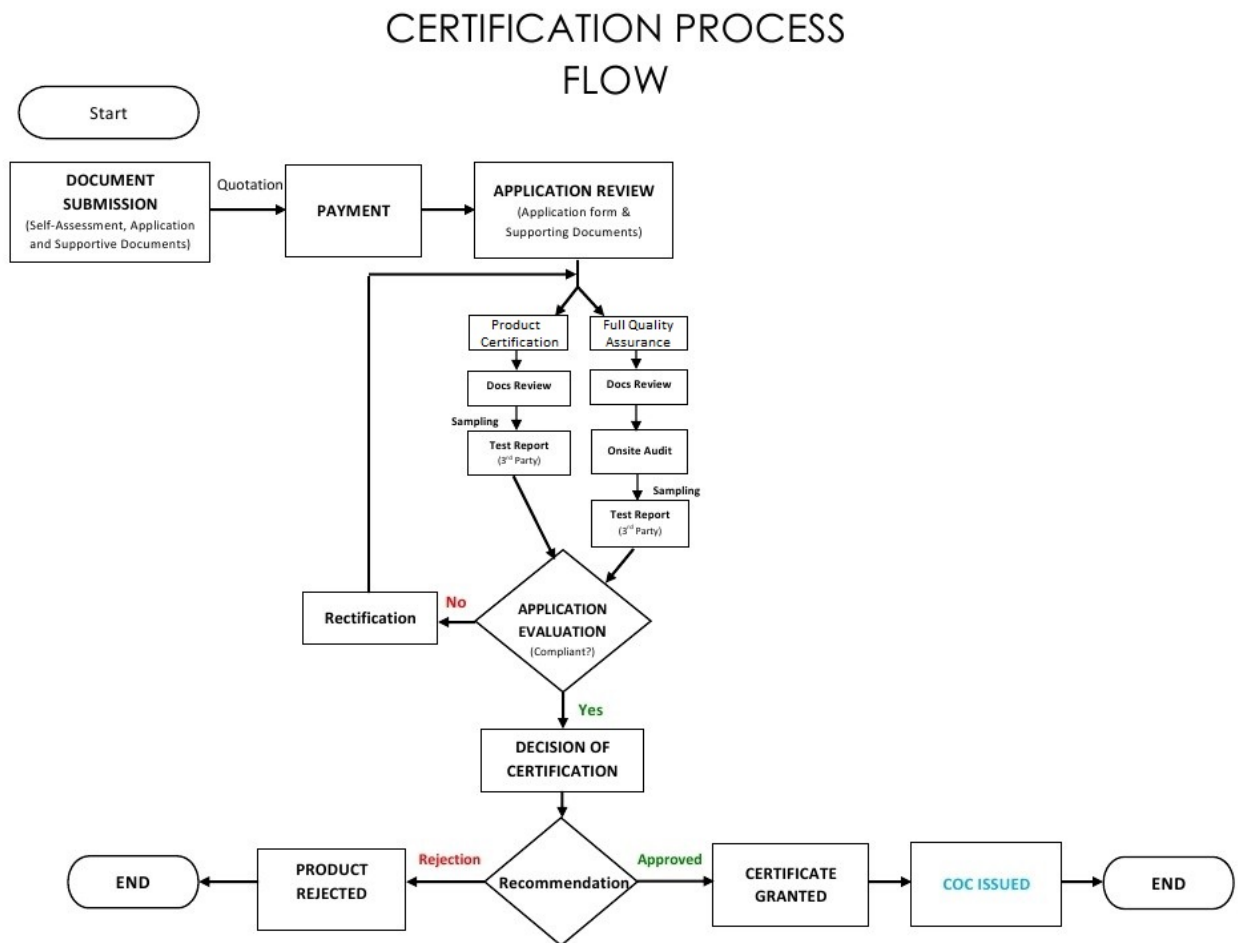 CERTIFICATION PROCESS
FLOW
Start
DOCUMENT
SUBMISSION
(Self-Assessment, Application
and Supportive Documents)
Quotation
PAYMENT
APPLICATION REVIEW
(Application form &
Supporting Documents)
Product
Certification
Full Quality
Assurance
Docs Review
Docs Review
Sampling
Test Report
(3rd Party)
Onsite Audit
Sampling
Test Report
(3rd Party)
Rectification
No
APPLICATION
EVALUATION
(Compliant?)
Yes
DECISION OF
CERTIFICATION
END
PRODUCT
REJECTED
Rejection
Recommendation
Approved
CERTIFICATE
GRANTED
COC ISSUED
END